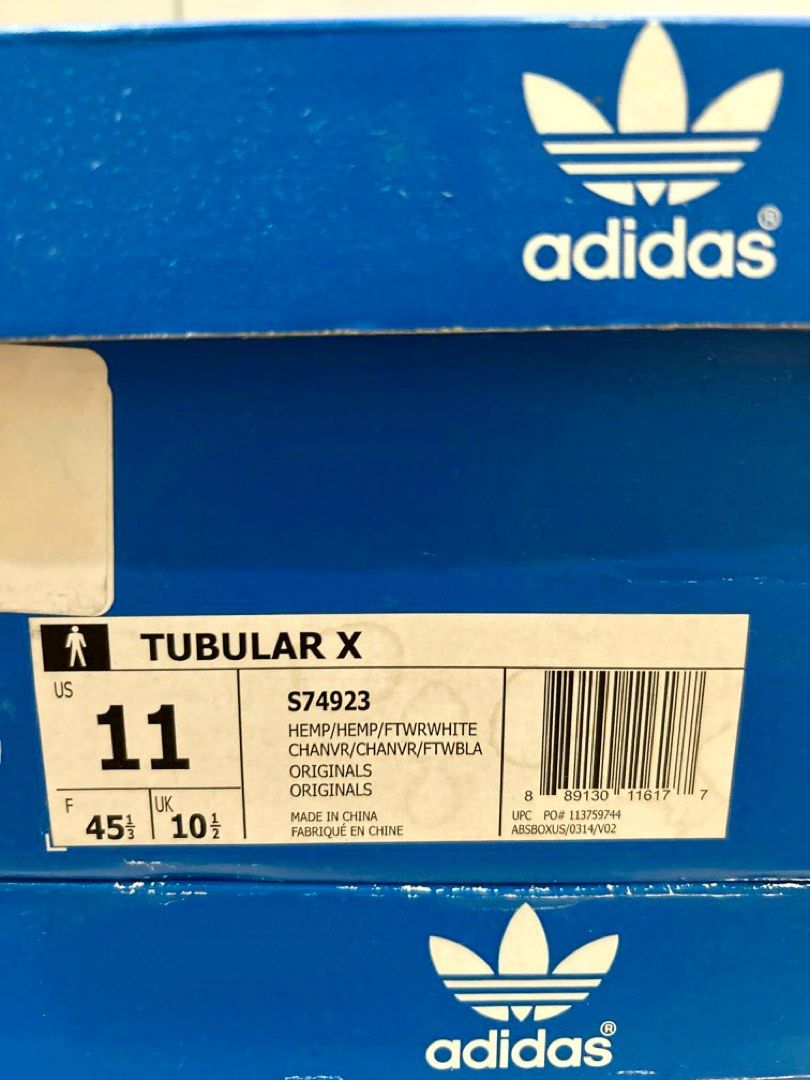 adidas®
TUBULAR X
US
11
F
45⅓
UK
10½
S74923
HEMP/HEMP/FTWRWHITE
CHANVR/CHANVR/FTWBLA
ORIGINALS
ORIGINALS
MADE IN CHINA
FABRIQUÉ EN CHINE
8 89130 11617 7
UPC PO# 113759744
ABSBOXUS/0314/V02
adidas®